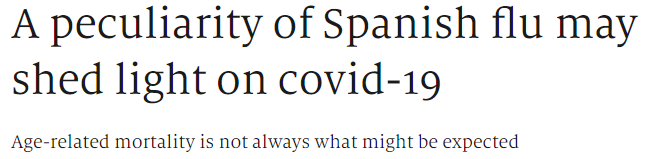 A peculiarity of Spanish flu may
shed light on covid-19
Age-related mortality is not always what might be expected